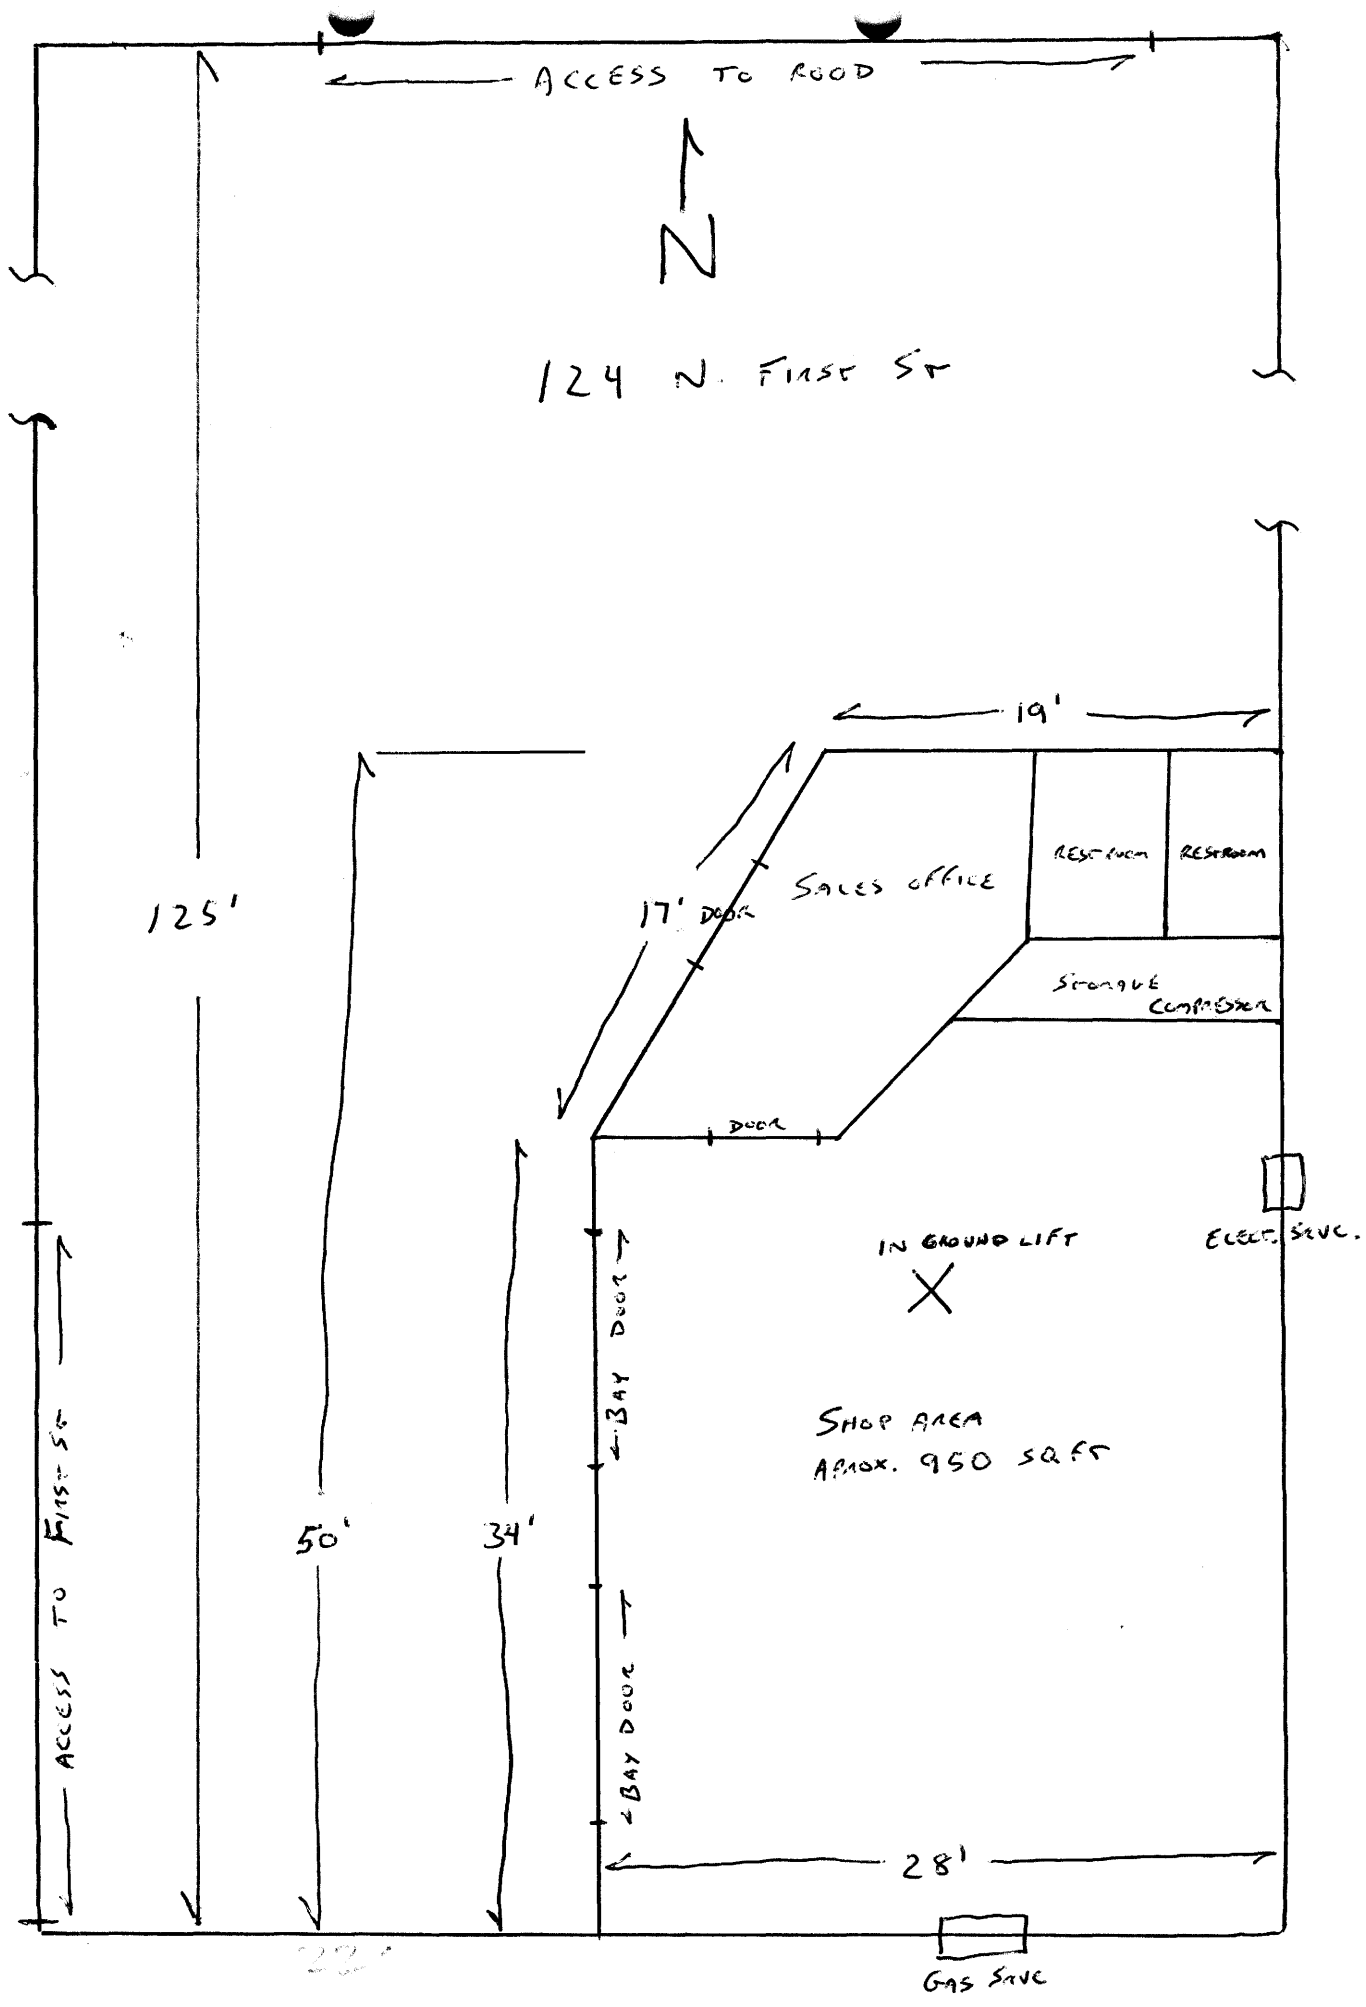 ACCESS TO ROOD
N
124 N. FIRST ST
19'
RESTROOM RESTROOM
SALES OFFICE
125'
17' DOOR
STORAGE
COMPRESSOR
DOOR
IN GROUND LIFT
X
ELECT. SRVC.
BAY DOOR
SHOP AREA
APROX. 950 SQ FT
ACCESS TO FIRST ST
50'
34'
BAY DOOR
28'
22'
GAS SRVC